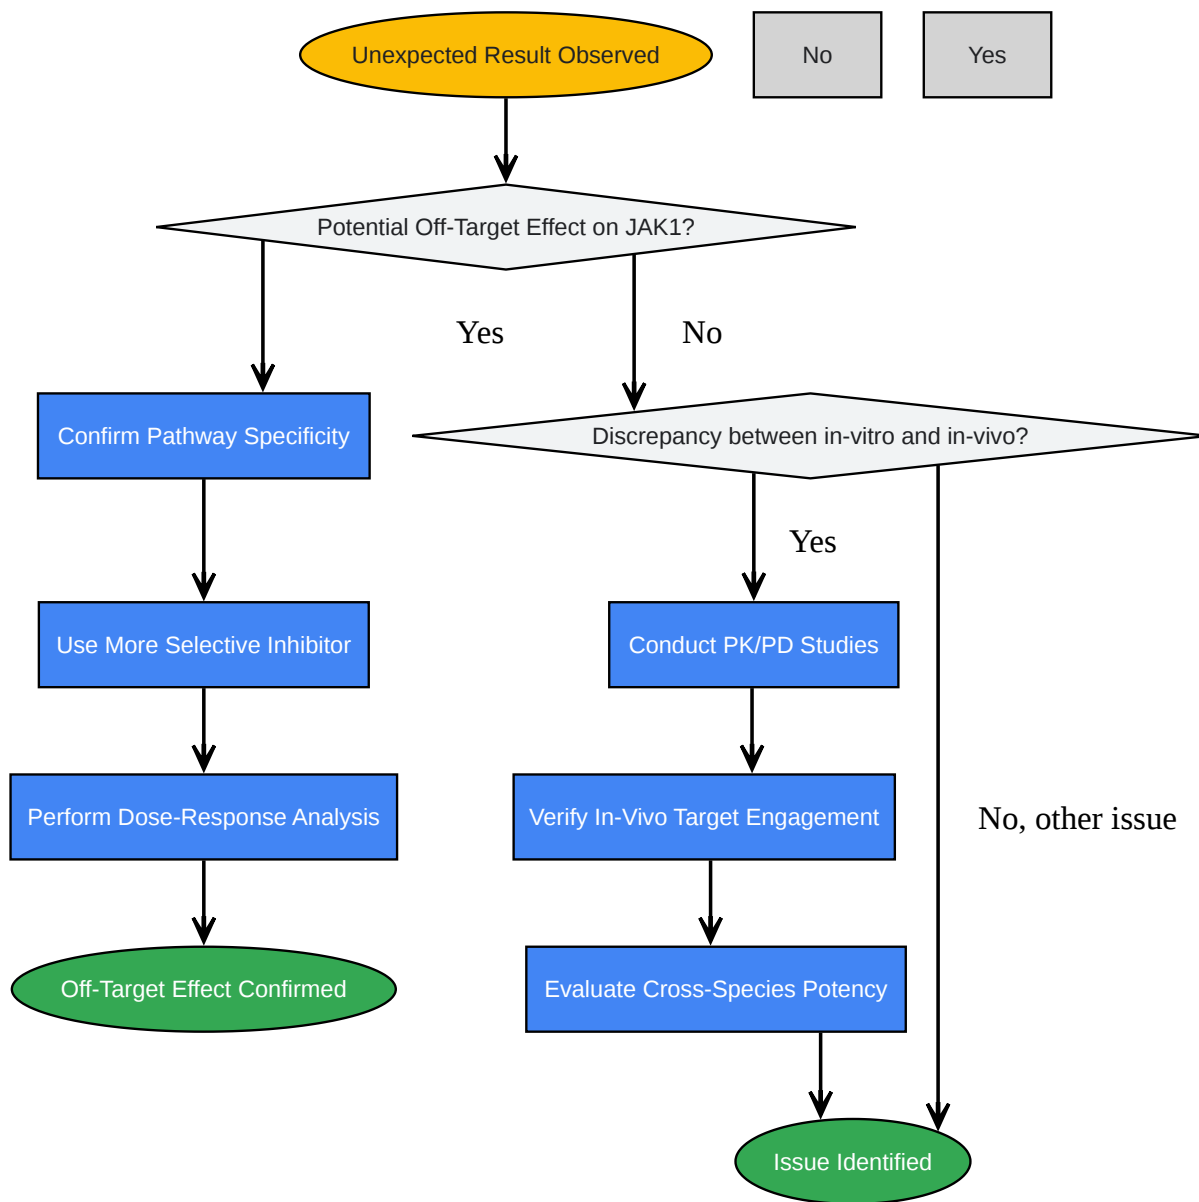 Unexpected Result Observed
No
Yes
Potential Off-Target Effect on JAK1?
Yes
No
Confirm Pathway Specificity
Discrepancy between in-vitro and in-vivo?
Yes
Use More Selective Inhibitor
Conduct PK/PD Studies
Perform Dose-Response Analysis
Verify In-Vivo Target Engagement
No, other issue
Off-Target Effect Confirmed
Evaluate Cross-Species Potency
Issue Identified